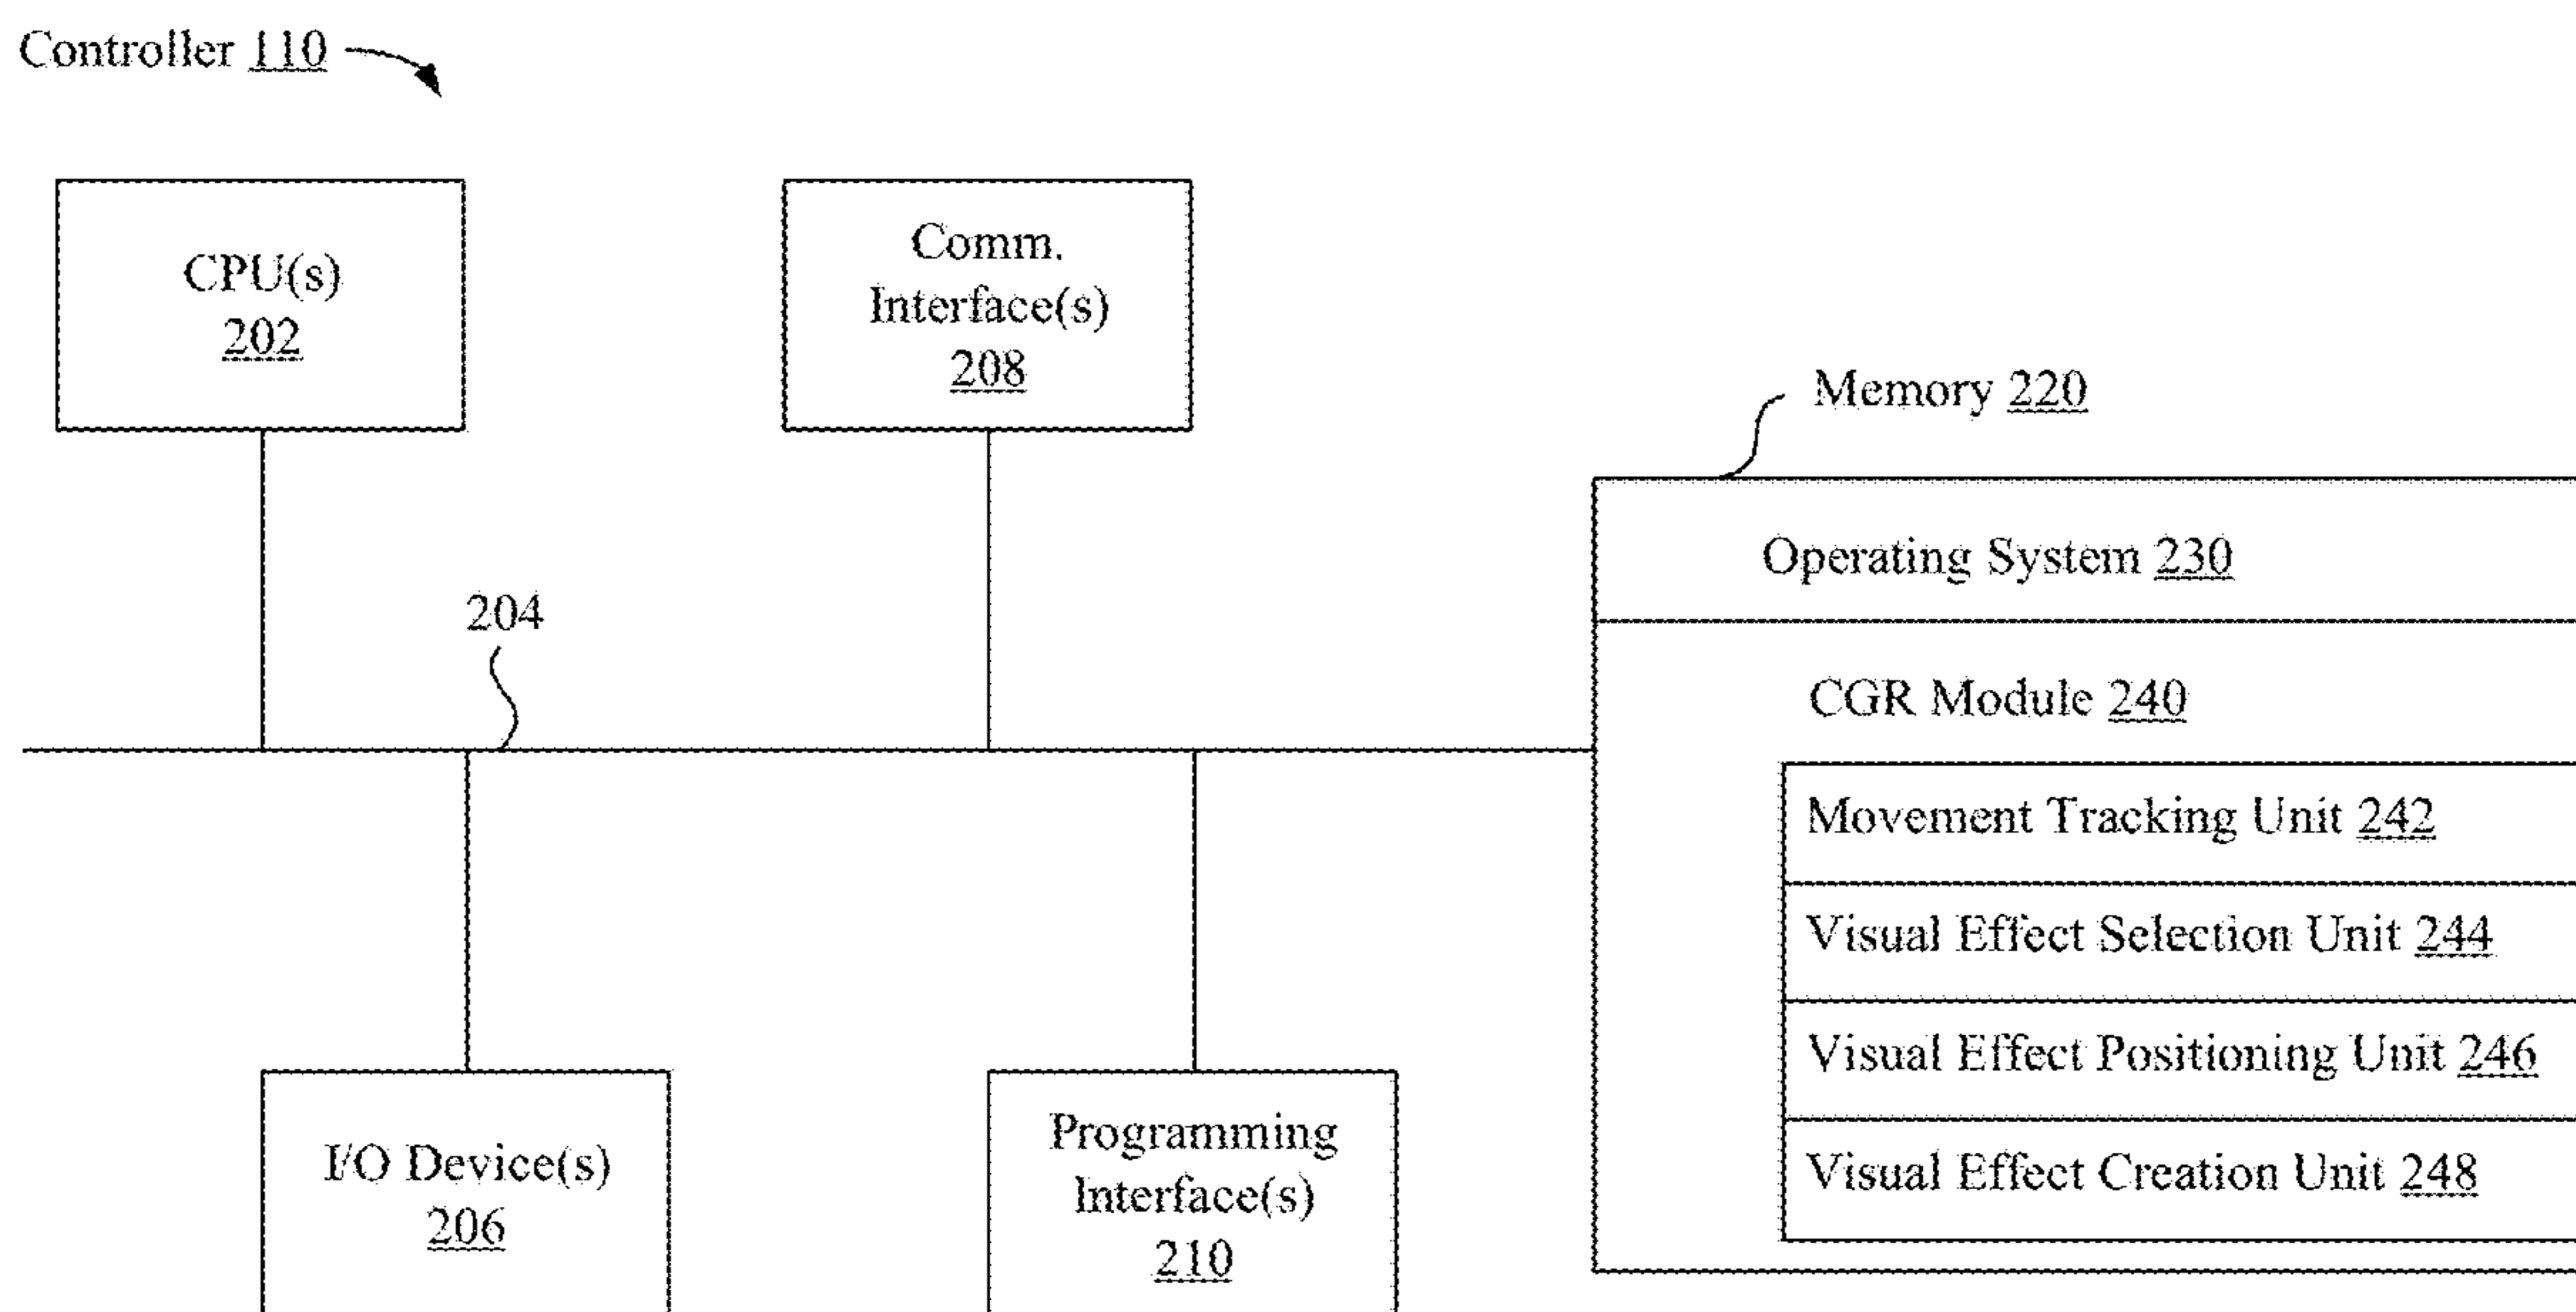 Controller 110
CPU(s)
202
Comm.
Interface(s)
208
Memory 220
Operating System 230
204
CGR Module 240
Movement Tracking Unit 242
Visual Effect Selection Unit 244
Visual Effect Positioning Unit 246
Visual Effect Creation Unit 248
I/O Device(s)
206
Programming
Interface(s)
210